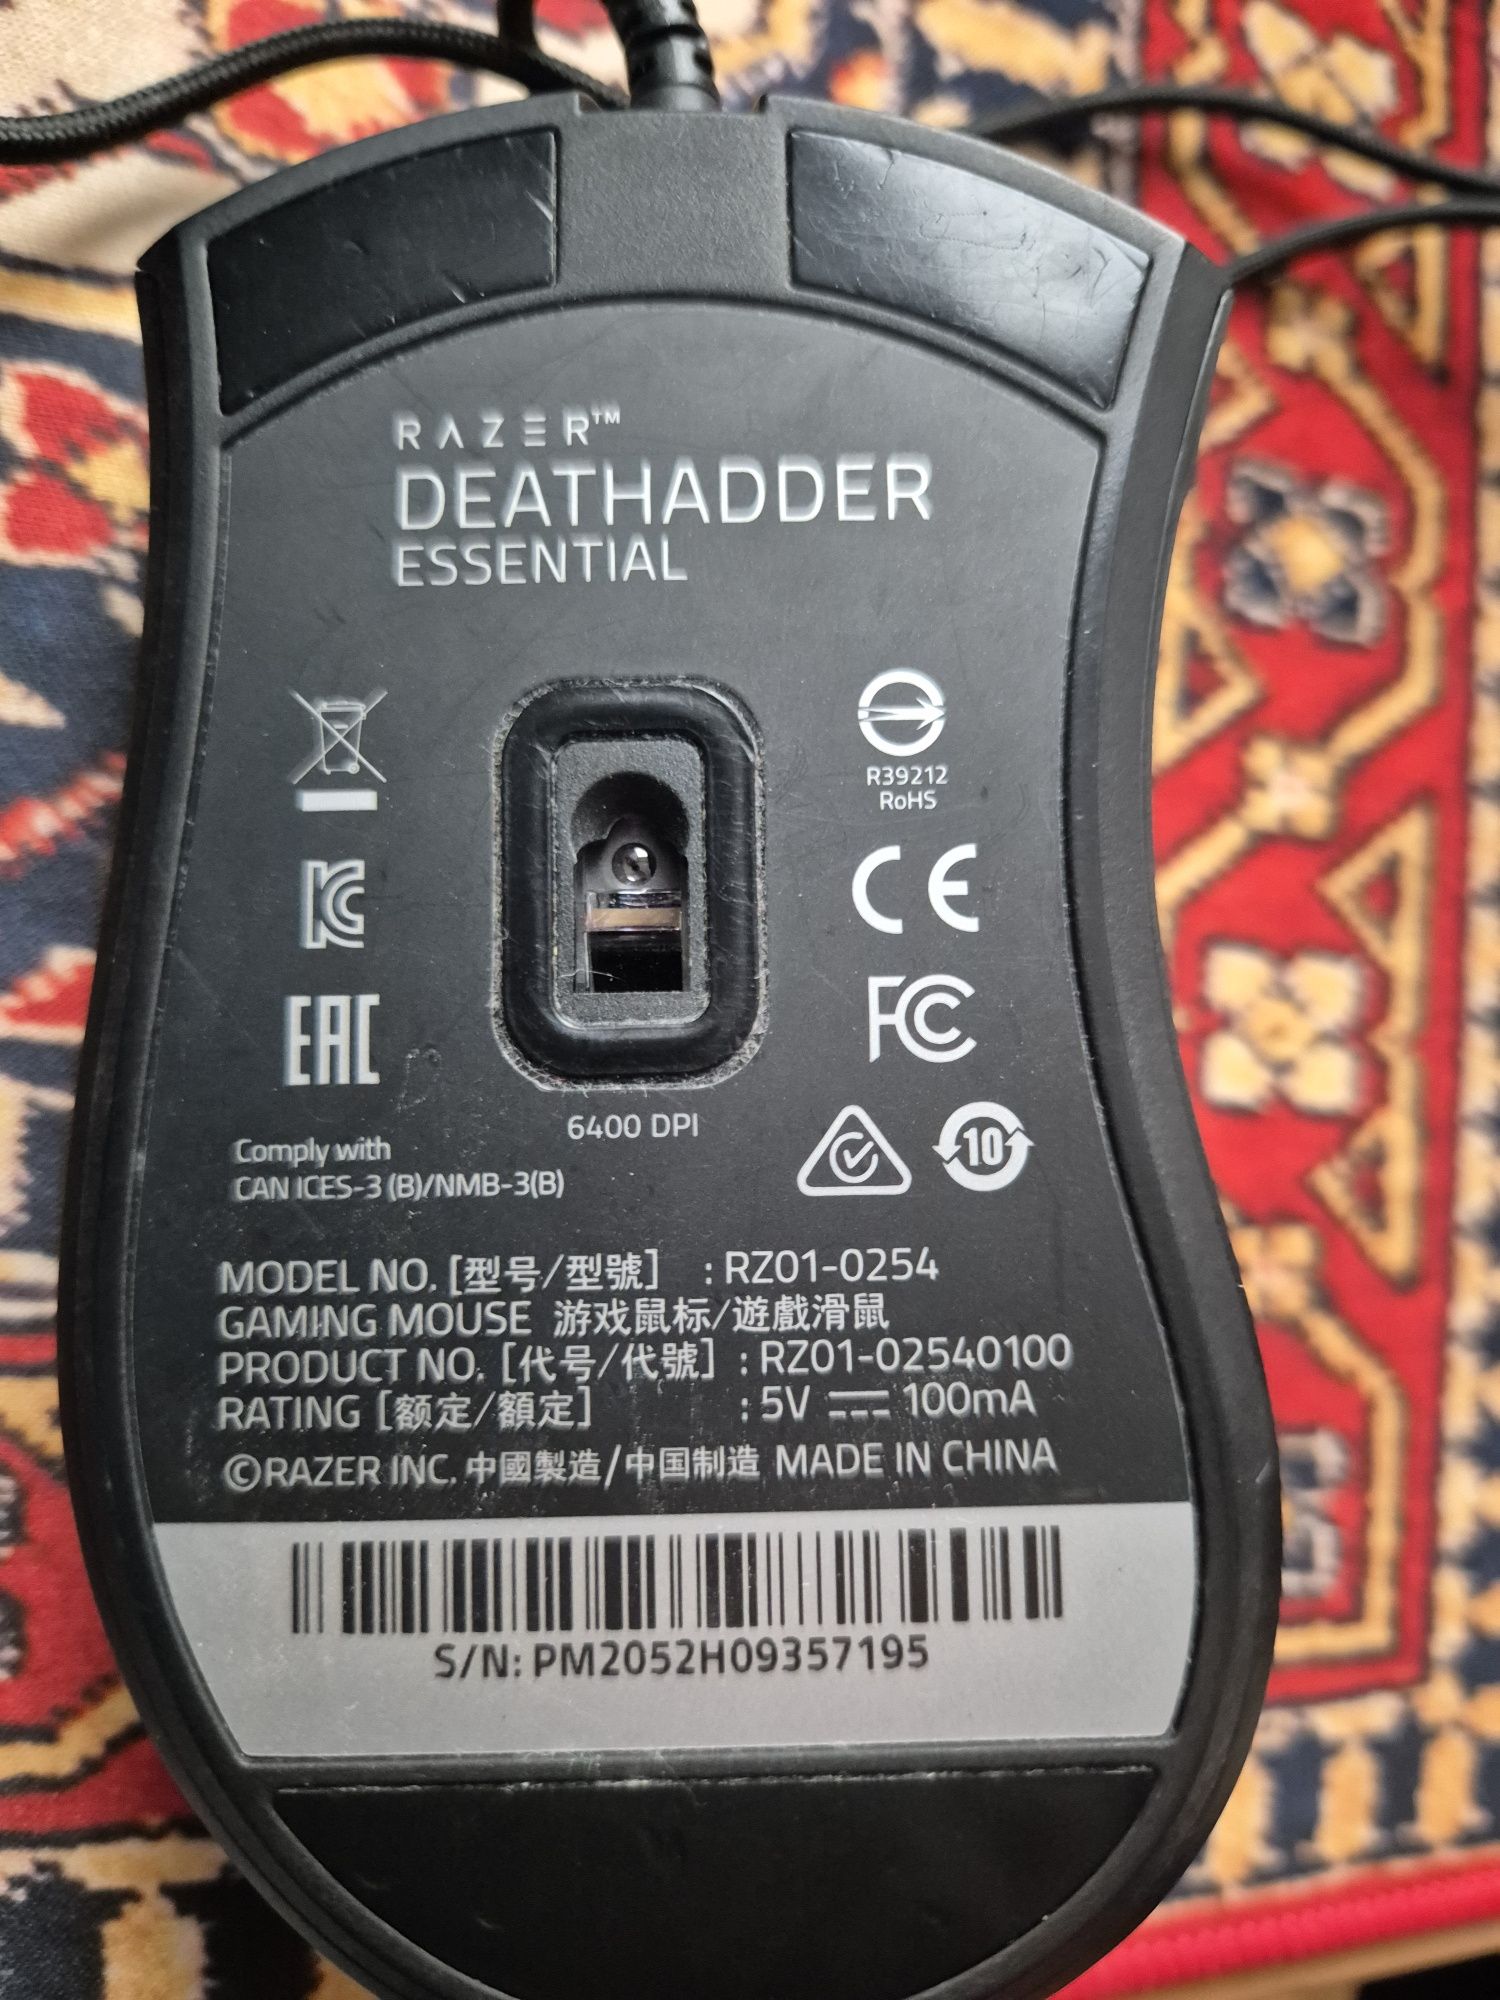 RAZER™
DEATHADDER
ESSENTIAL
R39212
RoHS
CE
FC
EAC
6400 DPI
10
Comply with
CAN ICES-3 (B)/NMB-3(B)
MODEL NO. [型号/型號] : RZ01-0254
GAMING MOUSE 游戏鼠标/遊戲滑鼠
PRODUCT NO. [代号/代號] : RZ01-02540100
RATING [额定/額定] : 5V ⎓ 100mA
©RAZER INC. 中國製造/中国制造 MADE IN CHINA
S/N: PM2052H09357195